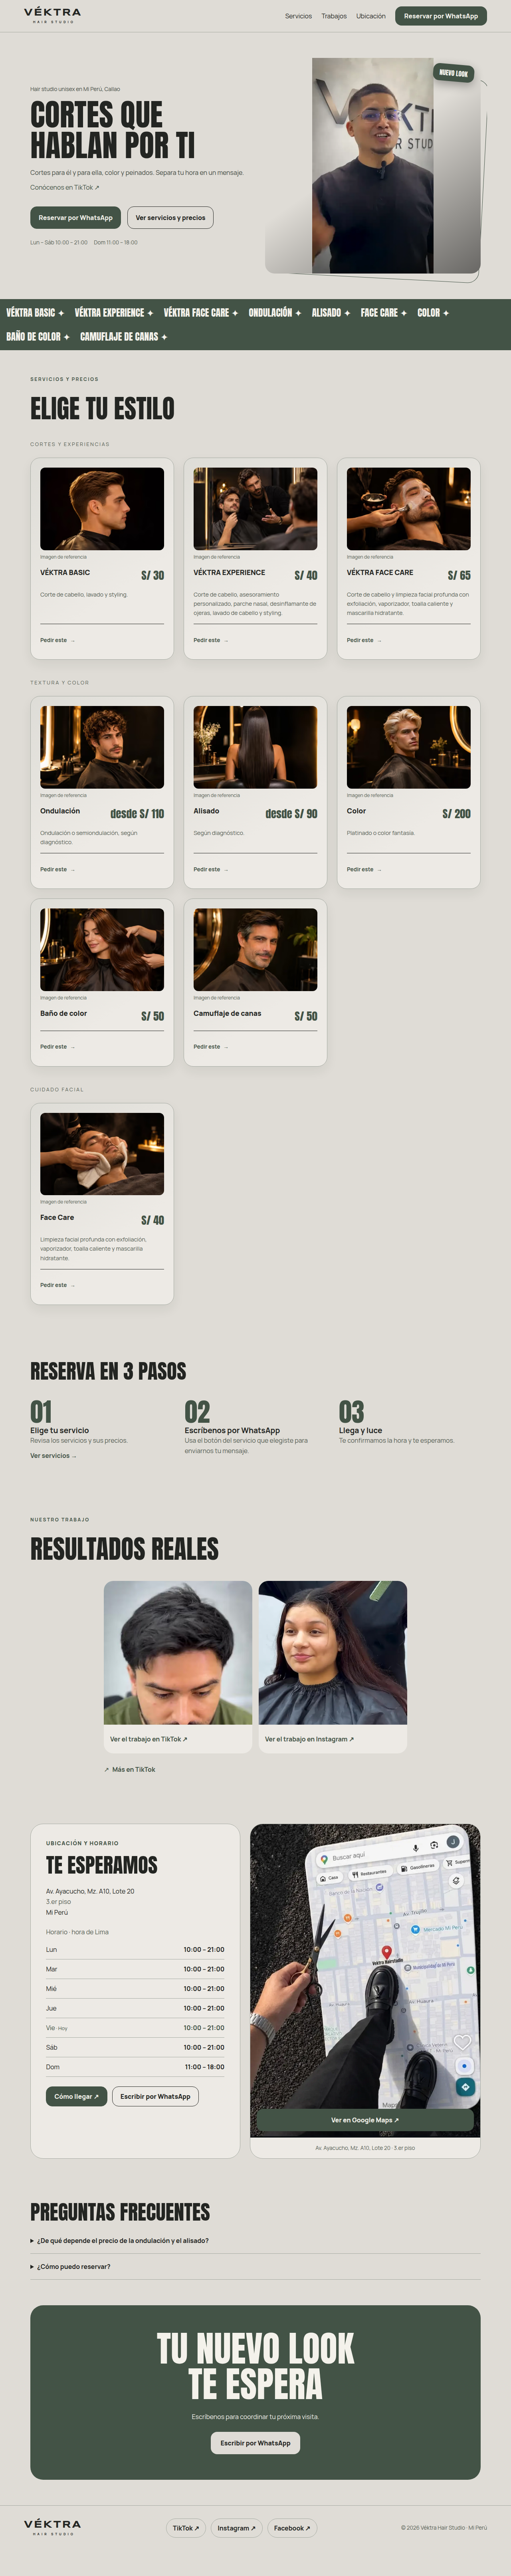 VÉKTRA
HAIR STUDIO
Servicios
Trabajos
Ubicación
Reservar por WhatsApp
Hair studio unisex en Mi Perú, Callao
CORTES QUE
HABLAN POR TI
Cortes para él y para ella, color y peinados. Separa tu hora en un mensaje.
Conócenos en TikTok ↗
Reservar por WhatsApp
Ver servicios y precios
Lun – Sáb 10:00 – 21:00 Dom 11:00 – 18:00
NUEVO LOOK
VÉKTRA BASIC ✦ VÉKTRA EXPERIENCE ✦ VÉKTRA FACE CARE ✦ ONDULACIÓN ✦ ALISADO ✦ FACE CARE ✦ COLOR ✦
BAÑO DE COLOR ✦ CAMUFLAJE DE CANAS ✦
SERVICIOS Y PRECIOS
ELIGE TU ESTILO
CORTES Y EXPERIENCIAS
Imagen de referencia
VÉKTRA BASIC
S/ 30
Corte de cabello, lavado y styling.
Pedir este →
Imagen de referencia
VÉKTRA EXPERIENCE
S/ 40
Corte de cabello, asesoramiento
personalizado, parche nasal, desinflamante de
ojeras, lavado de cabello y styling.
Pedir este →
Imagen de referencia
VÉKTRA FACE CARE
S/ 65
Corte de cabello y limpieza facial profunda con
exfoliación, vaporizador, toalla caliente y
mascarilla hidratante.
Pedir este →
TEXTURA Y COLOR
Imagen de referencia
Ondulación
desde S/ 110
Ondulación o semiondulación, según
diagnóstico.
Pedir este →
Imagen de referencia
Alisado
desde S/ 90
Según diagnóstico.
Pedir este →
Imagen de referencia
Color
S/ 200
Platinado o color fantasía.
Pedir este →
Imagen de referencia
Baño de color
S/ 50
Pedir este →
Imagen de referencia
Camuflaje de canas
S/ 50
Pedir este →
CUIDADO FACIAL
Imagen de referencia
Face Care
S/ 40
Limpieza facial profunda con exfoliación,
vaporizador, toalla caliente y mascarilla
hidratante.
Pedir este →
RESERVA EN 3 PASOS
01
Elige tu servicio
Revisa los servicios y sus precios.
Ver servicios →
02
Escríbenos por WhatsApp
Usa el botón del servicio que elegiste para
enviarnos tu mensaje.
03
Llega y luce
Te confirmamos la hora y te esperamos.
NUESTRO TRABAJO
RESULTADOS REALES
Ver el trabajo en TikTok ↗
Ver el trabajo en Instagram ↗
↗ Más en TikTok
UBICACIÓN Y HORARIO
TE ESPERAMOS
Av. Ayacucho, Mz. A10, Lote 20
3.er piso
Mi Perú
Horario · hora de Lima
Lun 10:00 – 21:00
Mar 10:00 – 21:00
Mié 10:00 – 21:00
Jue 10:00 – 21:00
Vie · Hoy 10:00 – 21:00
Sáb 10:00 – 21:00
Dom 11:00 – 18:00
Cómo llegar ↗
Escribir por WhatsApp
Buscar aquí
J
Casa
Restaurantes
Gasolineras
Mercado Mi Perú
Municipalidad de Mi Perú
Ver en Google Maps ↗
Av. Ayacucho, Mz. A10, Lote 20 · 3.er piso
PREGUNTAS FRECUENTES
¿De qué depende el precio de la ondulación y el alisado?
¿Cómo puedo reservar?
TU NUEVO LOOK
TE ESPERA
Escríbenos para coordinar tu próxima visita.
Escribir por WhatsApp
VÉKTRA
HAIR STUDIO
TikTok ↗
Instagram ↗
Facebook ↗
© 2026 Véktra Hair Studio · Mi Perú